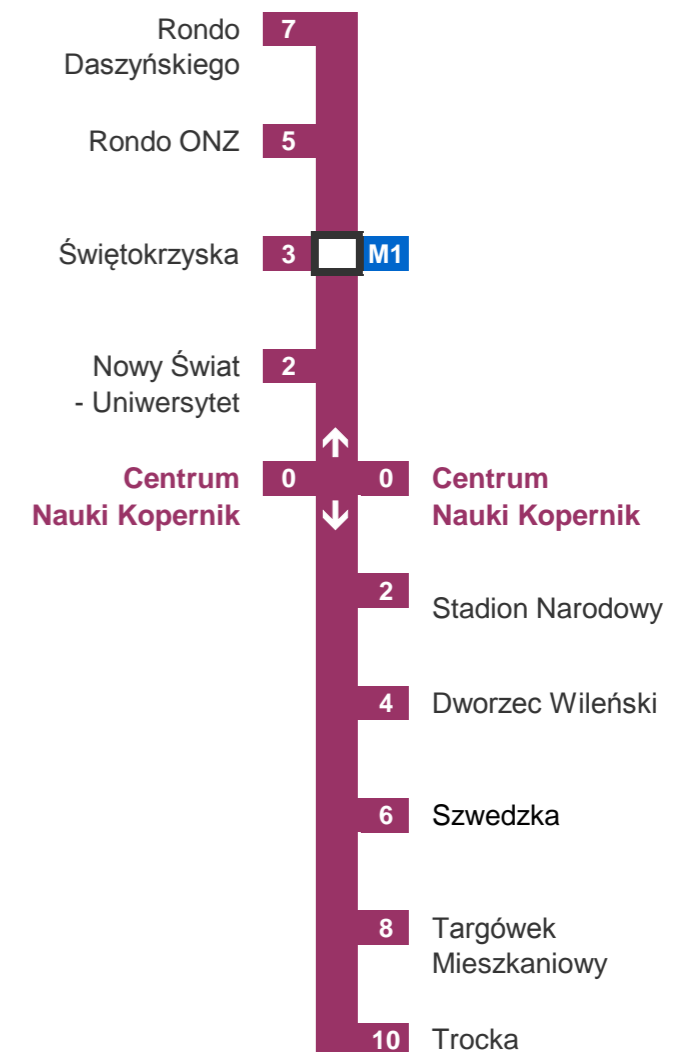 Rondo 7
Daszyńskiego
Rondo ONZ 5
Świętokrzyska 3 M1
Nowy Świat 2
- Uniwersytet
Centrum 0 0 Centrum
Nauki Kopernik Nauki Kopernik
2 Stadion Narodowy
4 Dworzec Wileński
6 Szwedzka
8 Targówek
Mieszkaniowy
10 Trocka